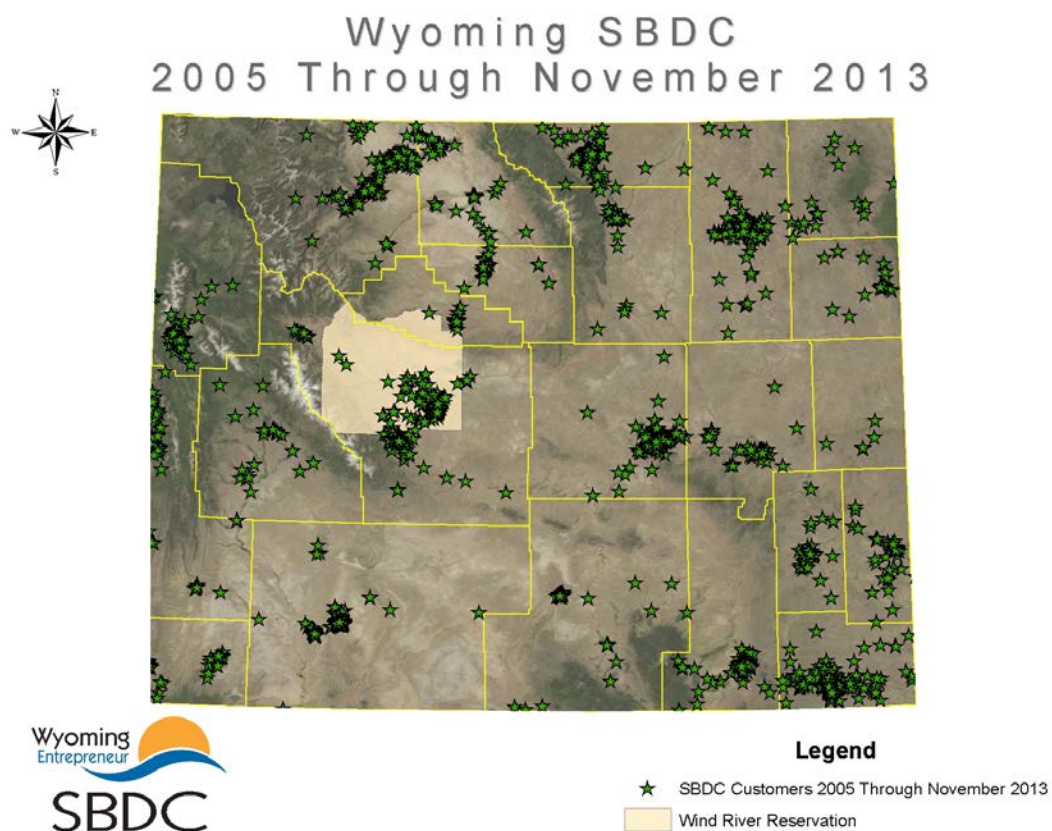 Wyoming SBDC
2005 Through November 2013
N
W E
S
Wyoming
Entrepreneur
SBDC
Legend
SBDC Customers 2005 Through November 2013
Wind River Reservation